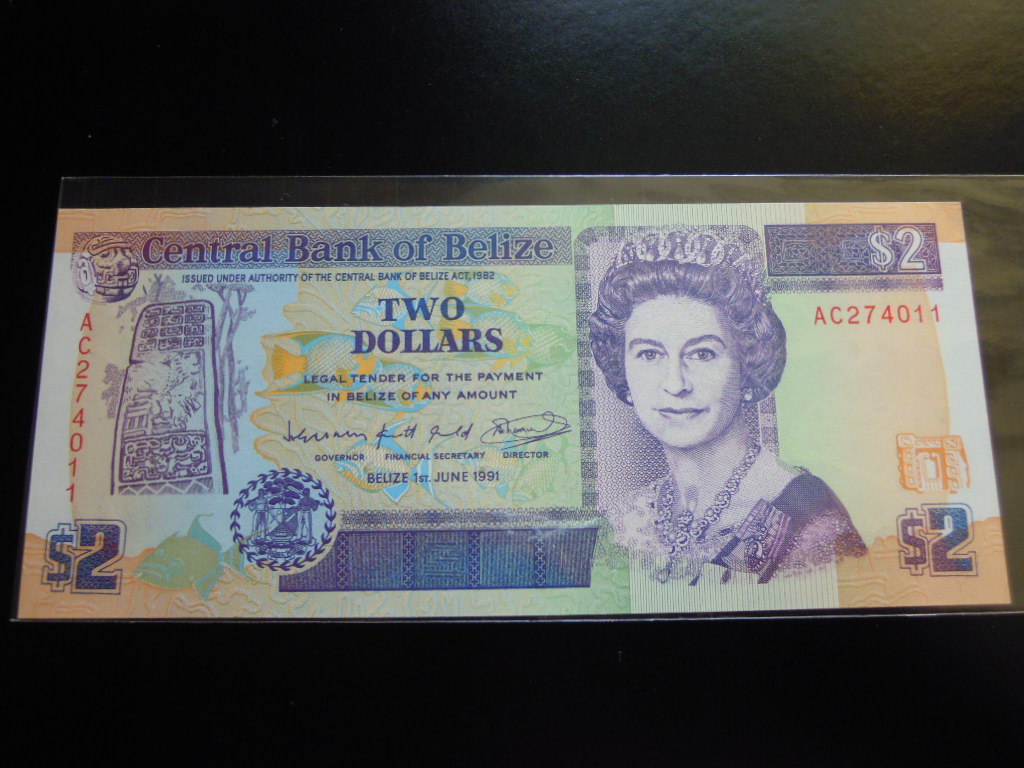 Central Bank of Belize
$2
ISSUED UNDER AUTHORITY OF THE CENTRAL BANK OF BELIZE ACT, 1982
TWO
DOLLARS
AC274011
AC274011
LEGAL TENDER FOR THE PAYMENT
IN BELIZE OF ANY AMOUNT
GOVERNOR FINANCIAL SECRETARY DIRECTOR
BELIZE 1ST. JUNE 1991
$2
$2